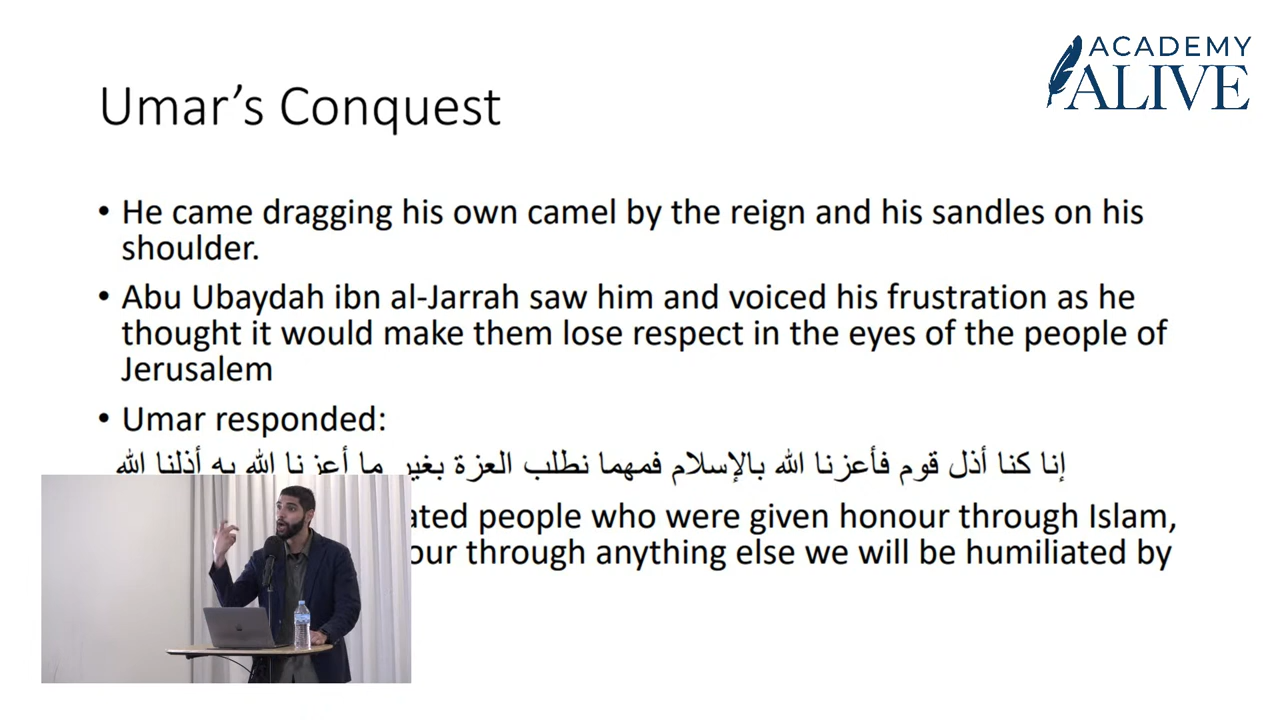 ACADEMY
ALIVE
Umar’s Conquest
• He came dragging his own camel by the reign and his sandles on his
shoulder.
• Abu Ubaydah ibn al-Jarrah saw him and voiced his frustration as he
thought it would make them lose respect in the eyes of the people of
Jerusalem
• Umar responded:
إنا كنا أذل قوم فأعزنا الله بالإسلام فمهما نطلب العزة بغير ما أعزنا الله به أذلنا الله
people who were given honour through Islam,
through anything else we will be humiliated by